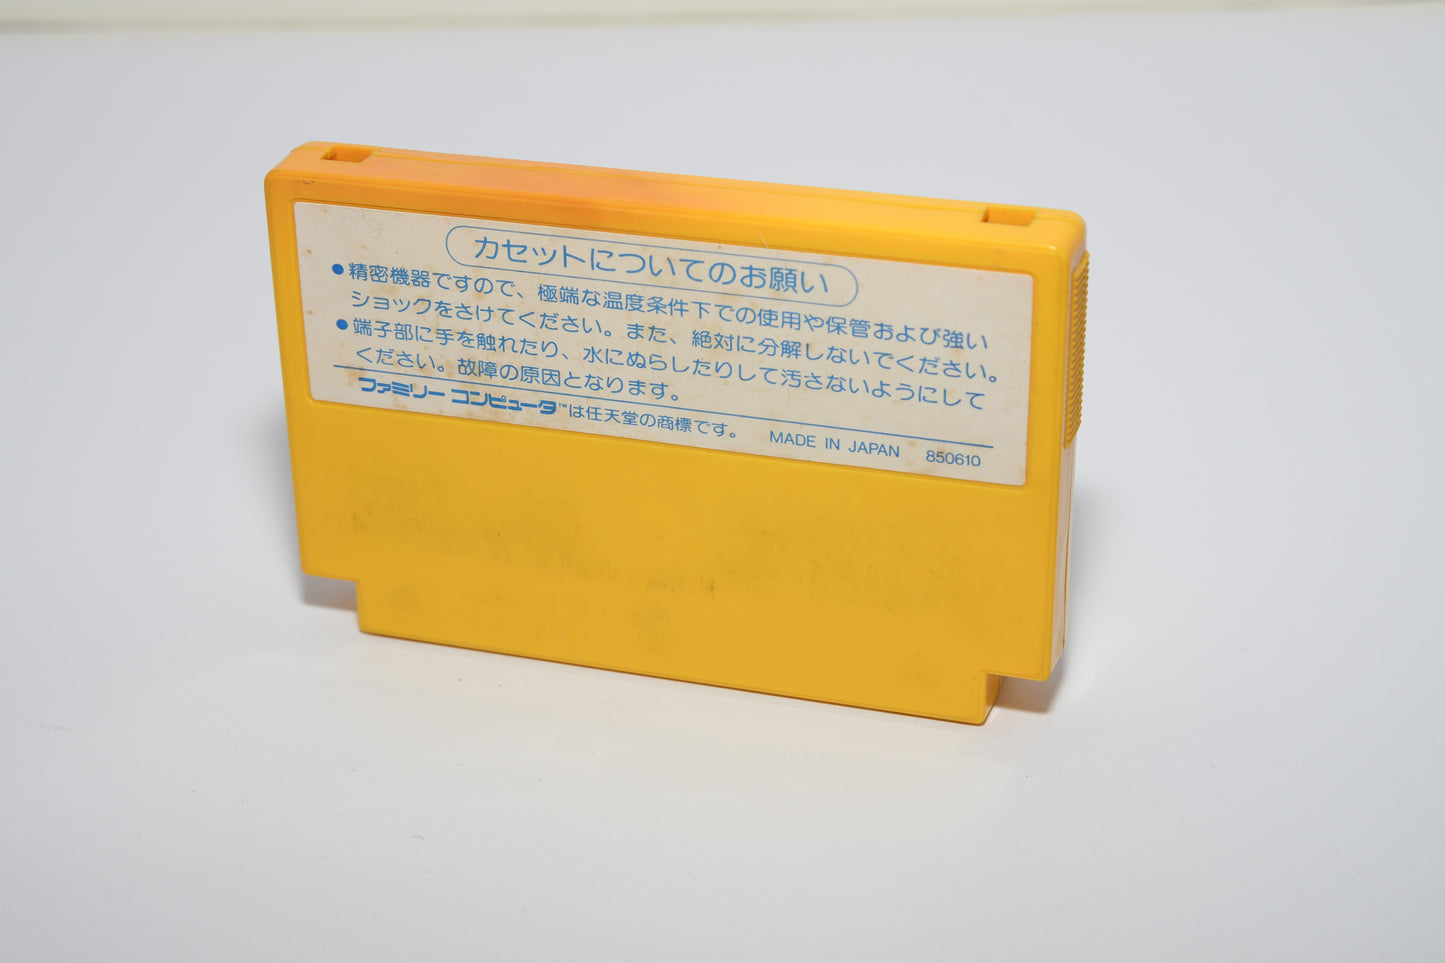 カセットについてのお願い
●精密機器ですので、極端な温度条件下での使用や保管および強い
ショックをさけてください。また、絶対に分解しないでください。
●端子部に手を触れたり、水にぬらしたりして汚さないようにして
ください。故障の原因となります。
ファミリー コンピュータ™は任天堂の商標です。 MADE IN JAPAN 850610